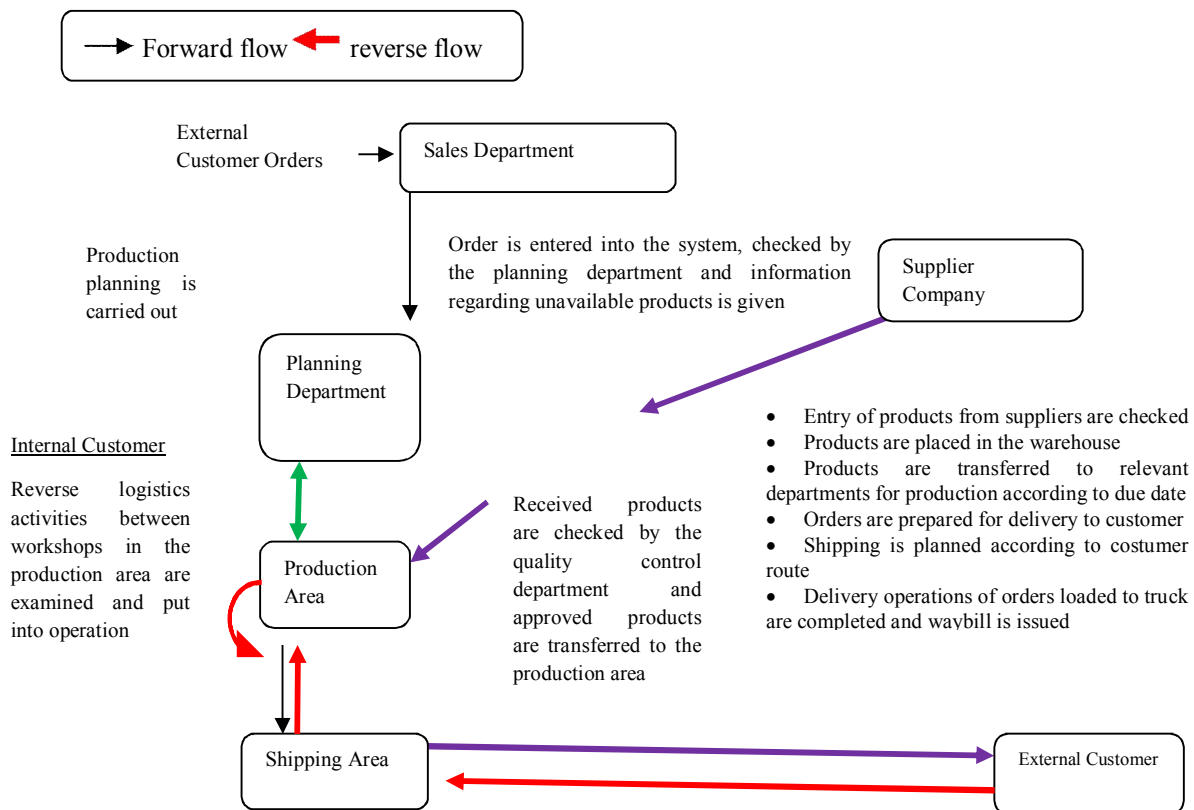 Forward flow reverse flow
External
Customer Orders
Sales Department
Production
planning is
carried out
Order is entered into the system, checked by
the planning department and information
regarding unavailable products is given
Supplier
Company
Planning
Department
Internal Customer
Reverse logistics
activities between
workshops in the
production area are
examined and put
into operation
• Entry of products from suppliers are checked
• Products are placed in the warehouse
• Products are transferred to relevant
departments for production according to due date
• Orders are prepared for delivery to customer
• Shipping is planned according to costumer
route
• Delivery operations of orders loaded to truck
are completed and waybill is issued
Received products
are checked by the
quality control
department and
approved products
are transferred to the
production area
Production
Area
Shipping Area
External Customer